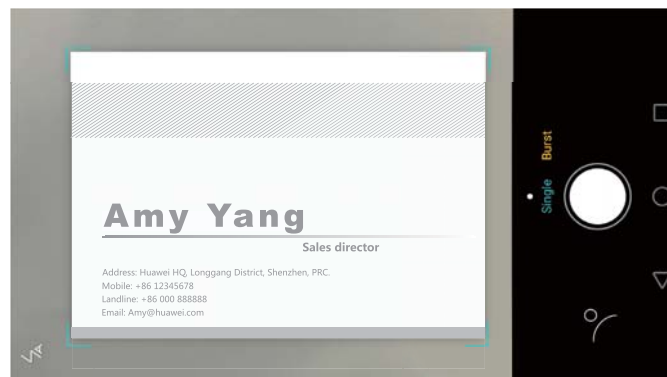 Amy Yang
Sales director
Address: Huawei HQ, Longgang District, Shenzhen, PRC.
Mobile: +86 12345678
Landline: +86 000 888888
Email: Amy@huawei.com
Single
Burst